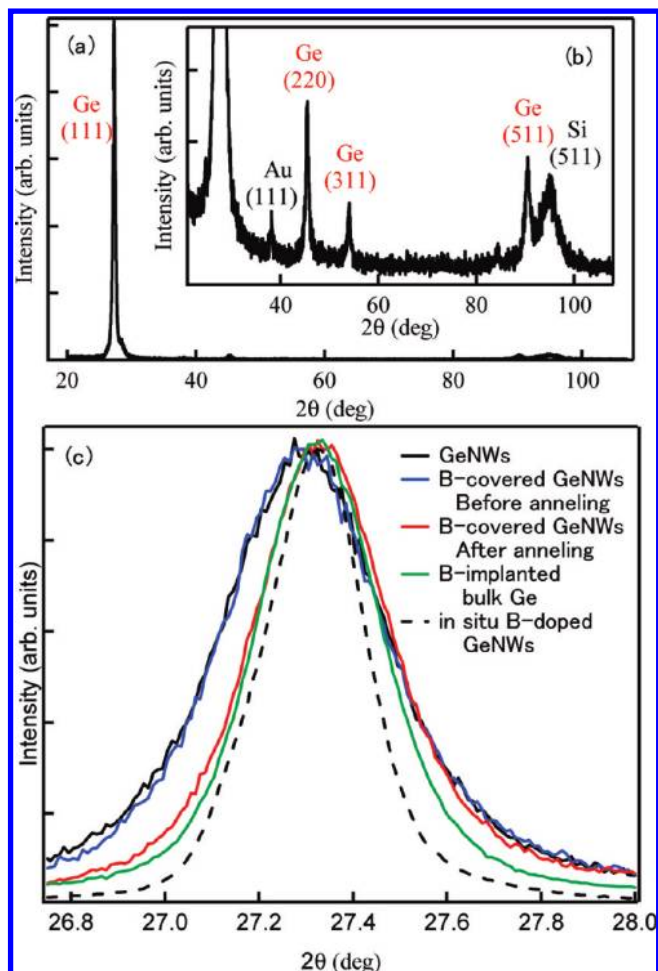 (a)
Ge
(111)
Intensity (arb. units)
20
40
60
80
100
2θ (deg)
(b)
Ge
(220)
Au
(111)
Ge
(311)
Ge
(511)
Si
(511)
Intensity (arb. units)
40
60
80
100
2θ (deg)
(c)
GeNWs
B-covered GeNWs
Before anneling
B-covered GeNWs
After anneling
B-implanted
bulk Ge
in situ B-doped
GeNWs
Intensity (arb. units)
26.8
27.0
27.2
27.4
27.6
27.8
28.0
2θ (deg)